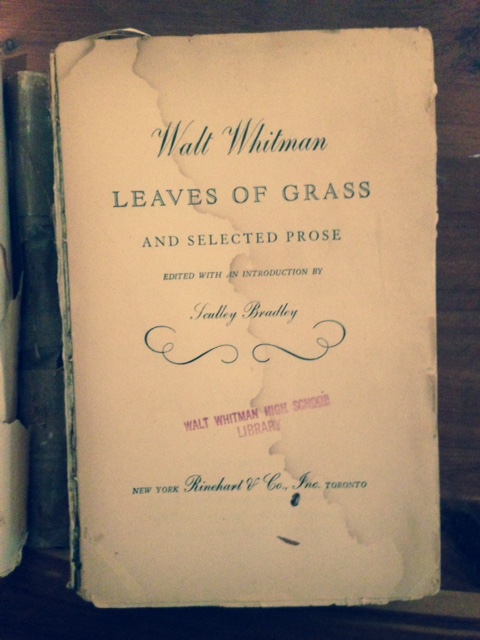 Walt Whitman
LEAVES OF GRASS
AND SELECTED PROSE
EDITED WITH AN INTRODUCTION BY
Sculley Bradley
WALT WHITMAN HIGH SCHOOL
LIBRARY
NEW YORK Rinehart & Co., Inc. TORONTO